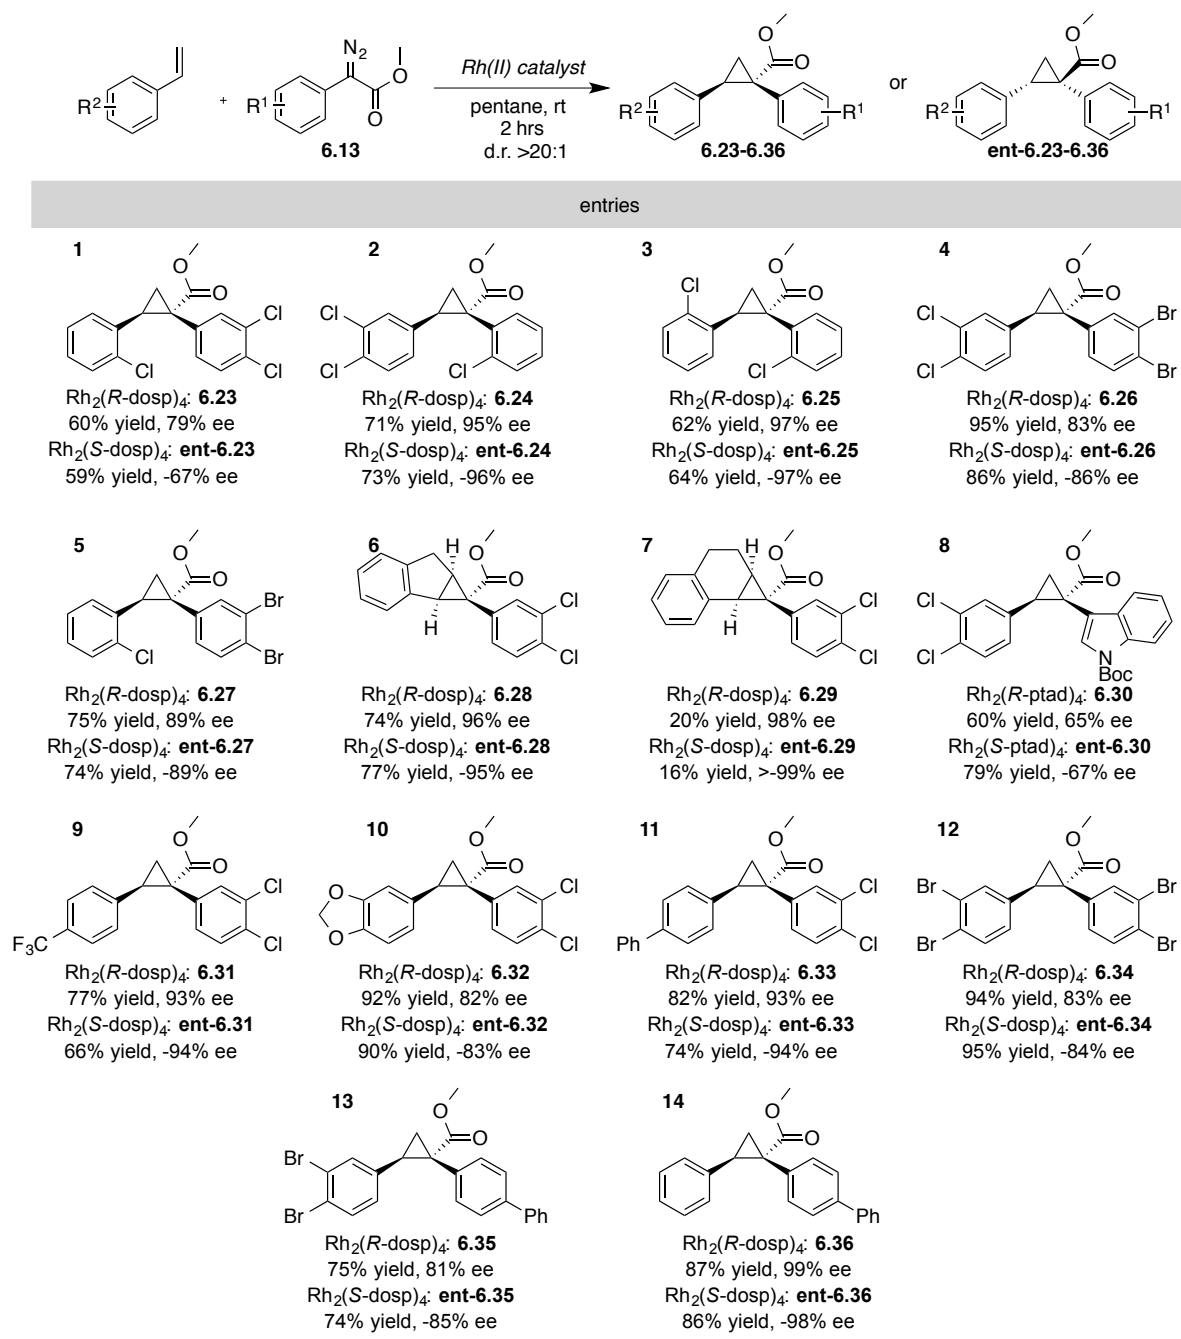 N2
O
O
R2
+
R1
6.13
Rh(II) catalyst
pentane, rt
2 hrs
d.r. >20:1
O
O
R2
R1
6.23-6.36
or
O
O
R2
R1
ent-6.23-6.36
entries
1
O
O
Cl
Cl
Cl
Rh2(R-dosp)4: 6.23
60% yield, 79% ee
Rh2(S-dosp)4: ent-6.23
59% yield, -67% ee
2
O
O
Cl
Cl
Cl
Rh2(R-dosp)4: 6.24
71% yield, 95% ee
Rh2(S-dosp)4: ent-6.24
73% yield, -96% ee
3
O
O
Cl
Cl
Rh2(R-dosp)4: 6.25
62% yield, 97% ee
Rh2(S-dosp)4: ent-6.25
64% yield, -97% ee
4
O
O
Cl
Cl
Br
Br
Rh2(R-dosp)4: 6.26
95% yield, 83% ee
Rh2(S-dosp)4: ent-6.26
86% yield, -86% ee
5
O
O
Cl
Br
Br
Rh2(R-dosp)4: 6.27
75% yield, 89% ee
Rh2(S-dosp)4: ent-6.27
74% yield, -89% ee
6
H
O
O
H
Cl
Cl
Rh2(R-dosp)4: 6.28
74% yield, 96% ee
Rh2(S-dosp)4: ent-6.28
77% yield, -95% ee
7
H
O
O
H
Cl
Cl
Rh2(R-dosp)4: 6.29
20% yield, 98% ee
Rh2(S-dosp)4: ent-6.29
16% yield, >-99% ee
8
O
O
Cl
Cl
N
Boc
Rh2(R-ptad)4: 6.30
60% yield, 65% ee
Rh2(S-ptad)4: ent-6.30
79% yield, -67% ee
9
O
O
F3C
Cl
Cl
Rh2(R-dosp)4: 6.31
77% yield, 93% ee
Rh2(S-dosp)4: ent-6.31
66% yield, -94% ee
10
O
O
O
O
Cl
Cl
Rh2(R-dosp)4: 6.32
92% yield, 82% ee
Rh2(S-dosp)4: ent-6.32
90% yield, -83% ee
11
O
O
Ph
Cl
Cl
Rh2(R-dosp)4: 6.33
82% yield, 93% ee
Rh2(S-dosp)4: ent-6.33
74% yield, -94% ee
12
O
O
Br
Br
Br
Br
Rh2(R-dosp)4: 6.34
94% yield, 83% ee
Rh2(S-dosp)4: ent-6.34
95% yield, -84% ee
13
O
O
Br
Br
Ph
Rh2(R-dosp)4: 6.35
75% yield, 81% ee
Rh2(S-dosp)4: ent-6.35
74% yield, -85% ee
14
O
O
Ph
Rh2(R-dosp)4: 6.36
87% yield, 99% ee
Rh2(S-dosp)4: ent-6.36
86% yield, -98% ee